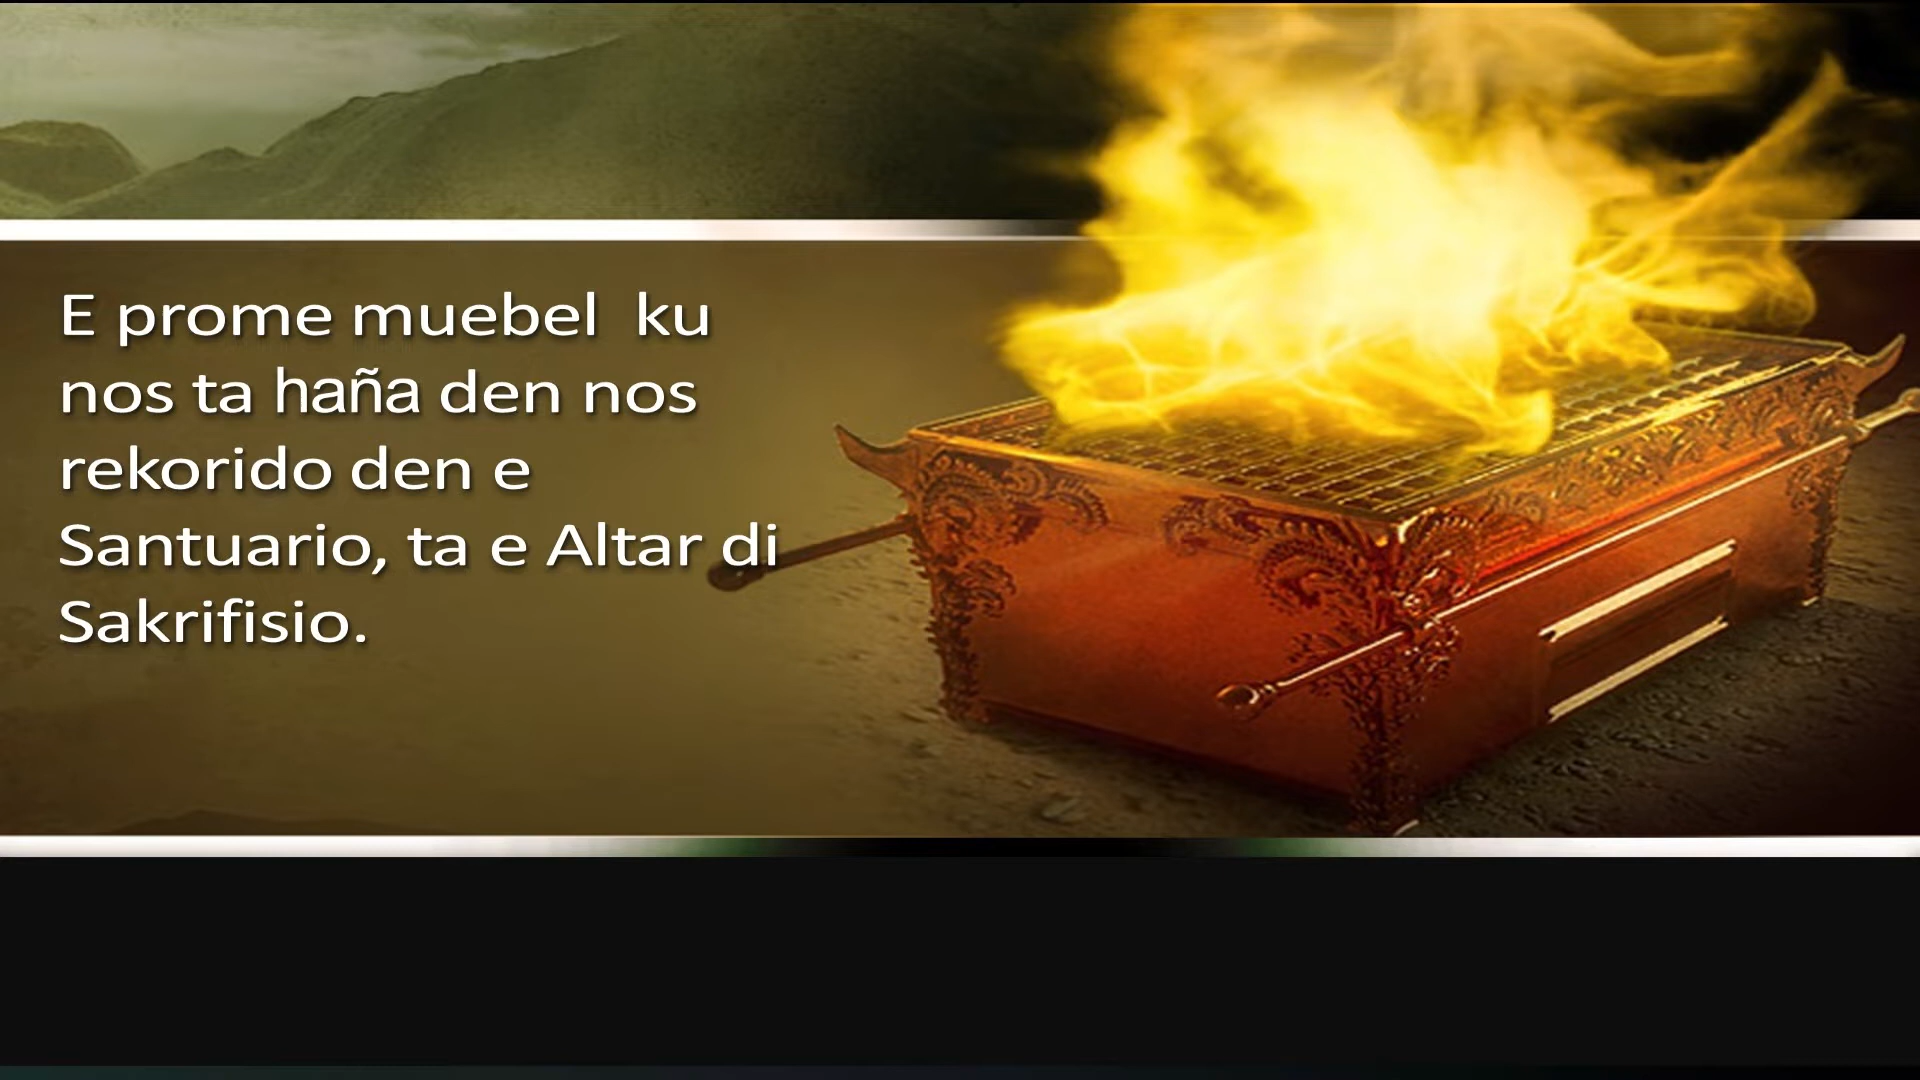 E prome muebel  ku
nos ta haña den nos
rekorido den e
Santuario, ta e Altar di
Sakrifisio.